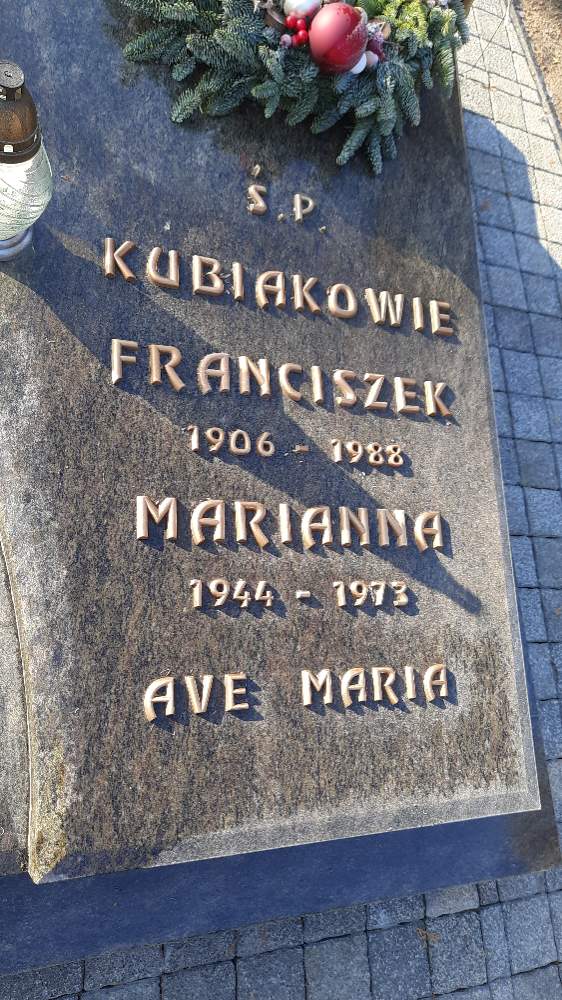 Ś.P.
KUBIAKOWIE
FRANCISZEK
1906 - 1988
MARIANNA
1944 - 1973
AVE MARIA